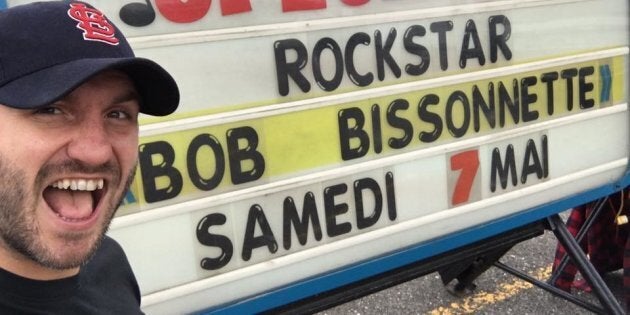 ROCKSTAR
BOB BISSONNETTE
SAMEDI 7 MAI